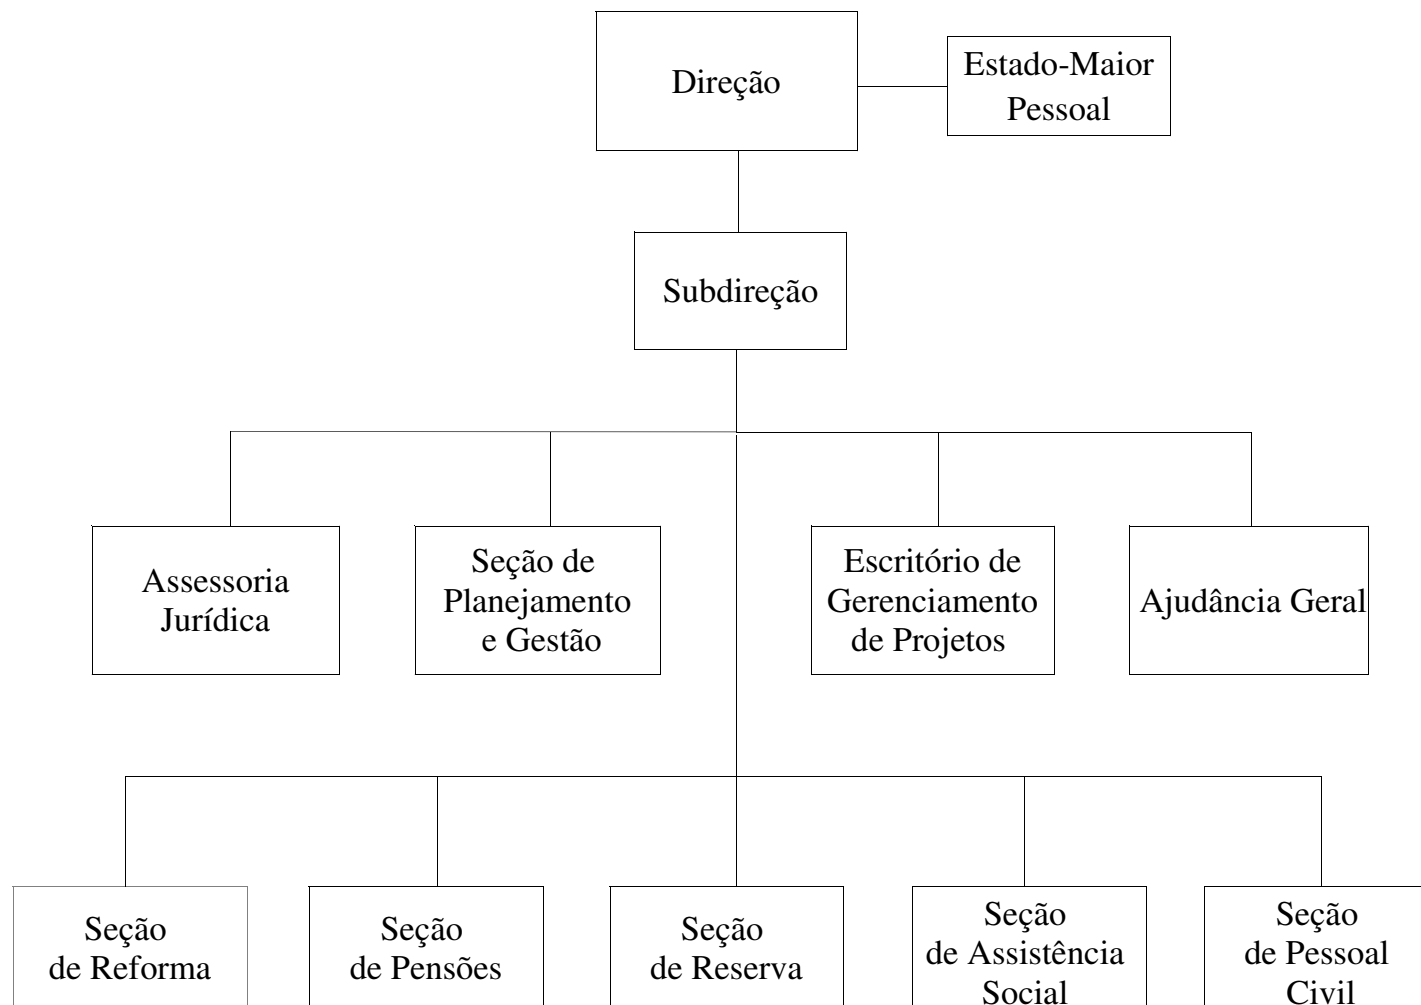 Direção
Estado-Maior
Pessoal
Subdireção
Assessoria
Jurídica
Seção de
Planejamento
e Gestão
Escritório de
Gerenciamento
de Projetos
Ajudância Geral
Seção
de Reforma
Seção
de Pensões
Seção
de Reserva
Seção
de Assistência
Social
Seção
de Pessoal
Civil